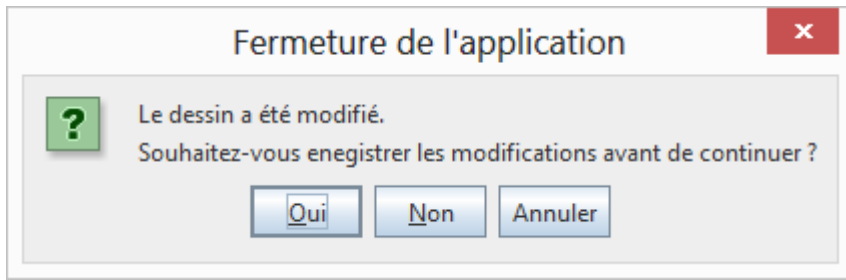 Fermeture de l'application
x
?
Le dessin a été modifié.
Souhaitez-vous enegistrer les modifications avant de continuer ?
Oui Non Annuler